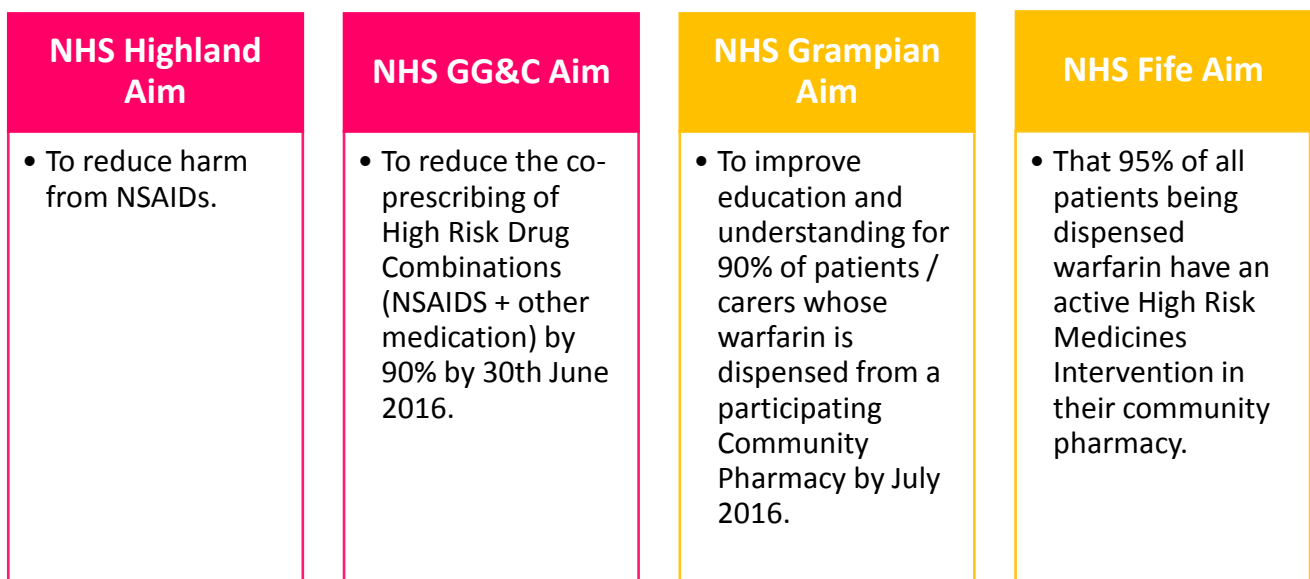 NHS Highland
Aim
• To reduce harm
from NSAIDs.
NHS GG&C Aim
• To reduce the co-
prescribing of
High Risk Drug
Combinations
(NSAIDS + other
medication) by
90% by 30th June
2016.
NHS Grampian
Aim
• To improve
education and
understanding for
90% of patients /
carers whose
warfarin is
dispensed from a
participating
Community
Pharmacy by July
2016.
NHS Fife Aim
• That 95% of all
patients being
dispensed
warfarin have an
active High Risk
Medicines
Intervention in
their community
pharmacy.